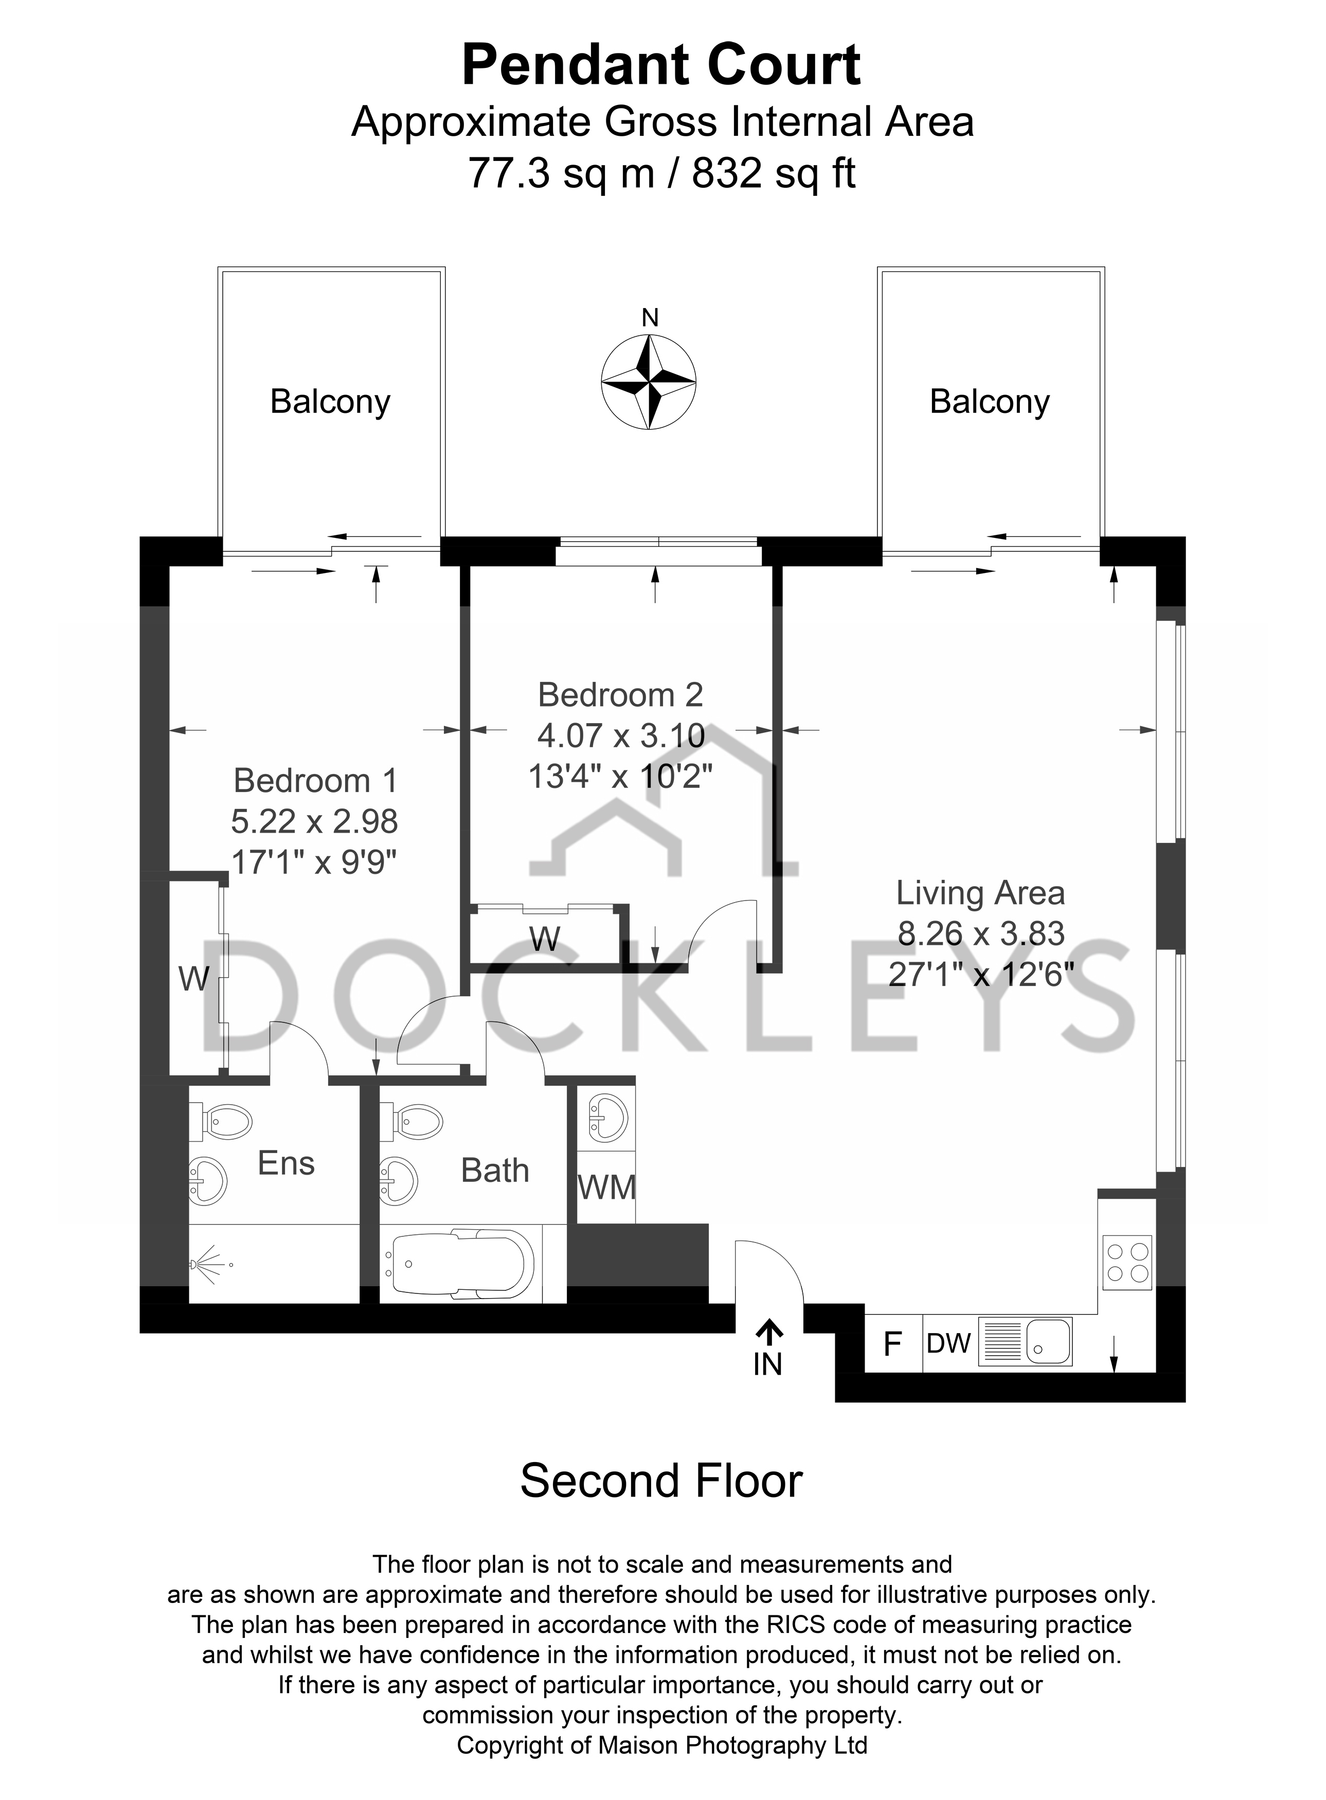 Pendant Court
Approximate Gross Internal Area
77.3 sq m / 832 sq ft
N
Balcony
Balcony
Bedroom 2
4.07 x 3.10
13'4" x 10'2"
Bedroom 1
5.22 x 2.98
17'1" x 9'9"
Living Area
8.26 x 3.83
27'1" x 12'6"
W
W
DOCKLEYS
Ens
Bath
WM
F
DW
IN
Second Floor
The floor plan is not to scale and measurements and
are as shown are approximate and therefore should be used for illustrative purposes only.
The plan has been prepared in accordance with the RICS code of measuring practice
and whilst we have confidence in the information produced, it must not be relied on.
If there is any aspect of particular importance, you should carry out or
commission your inspection of the property.
Copyright of Maison Photography Ltd